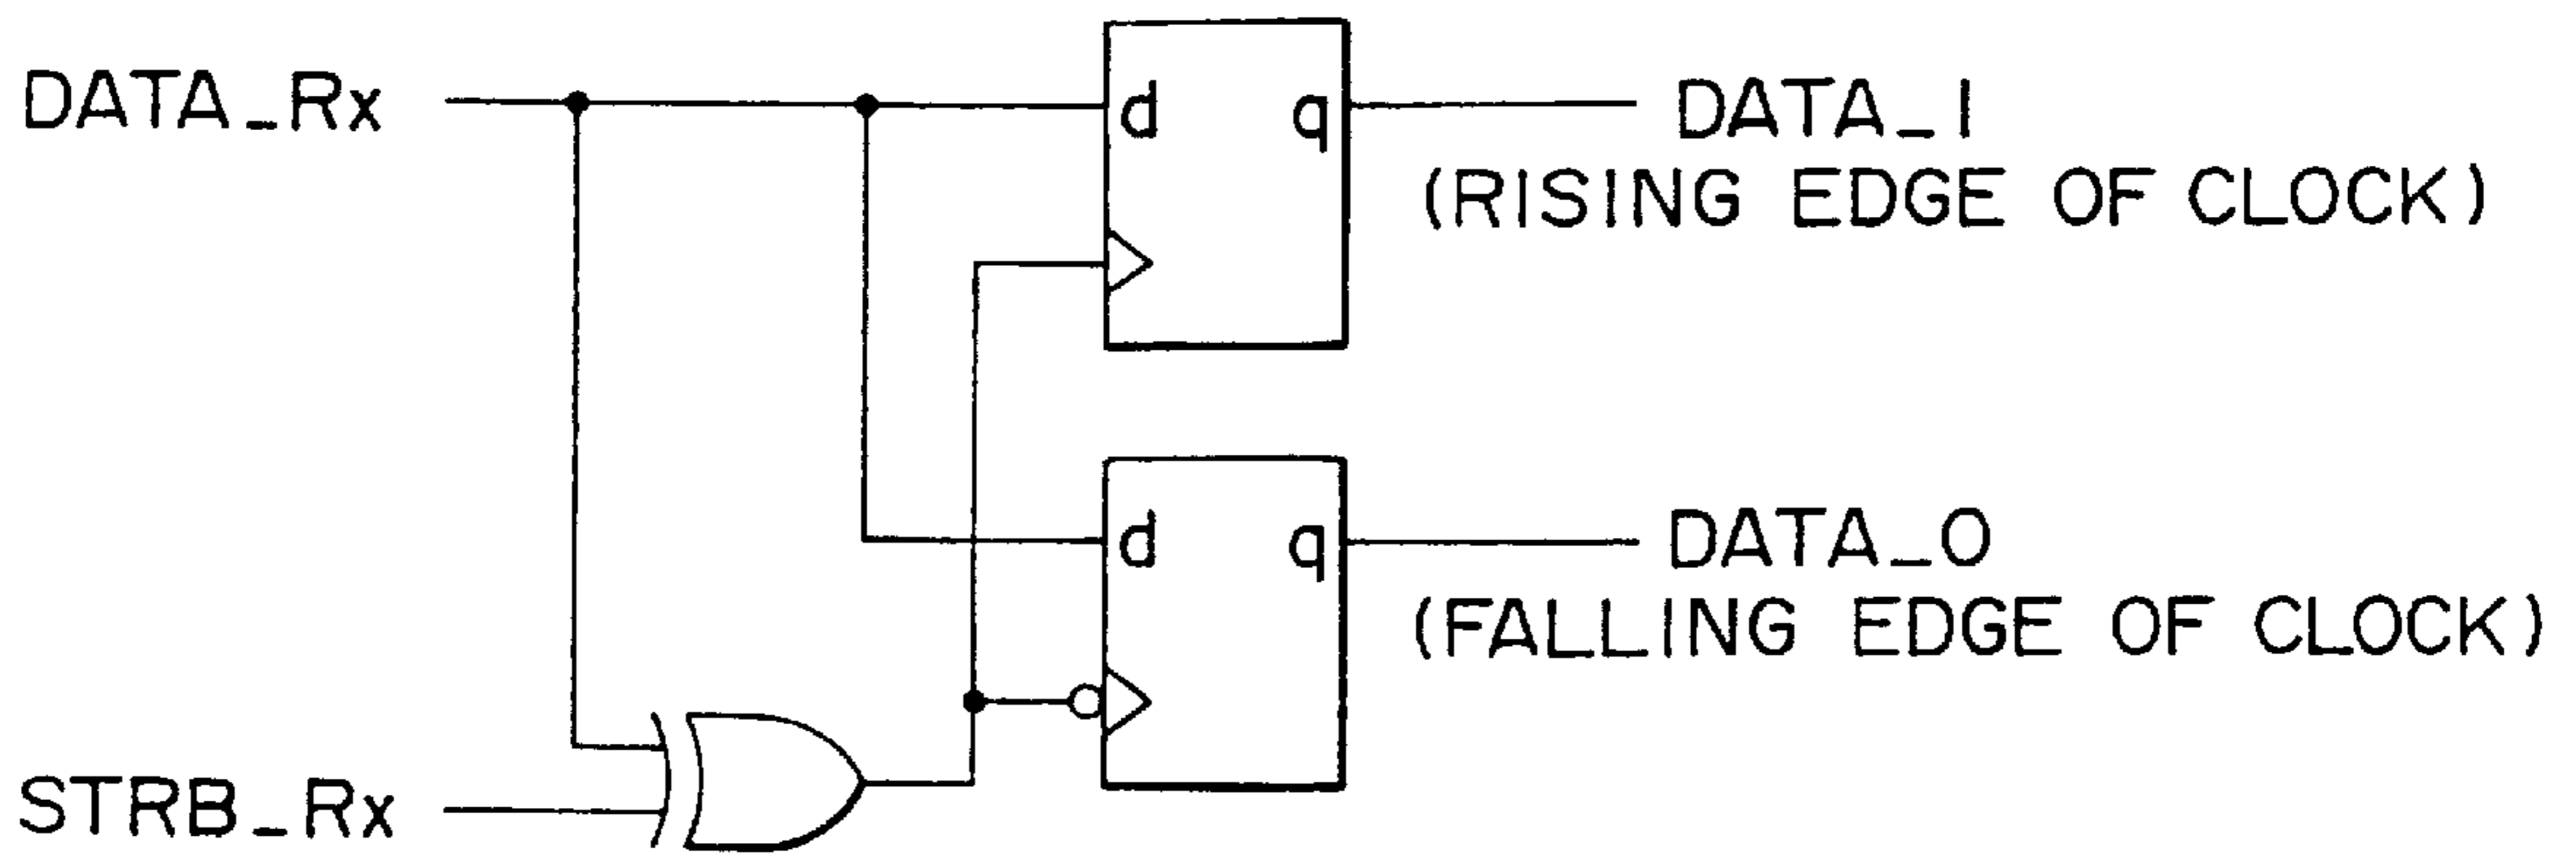 DATA_Rx
d
q
DATA_1
(RISING EDGE OF CLOCK)
d
q
DATA_0
(FALLING EDGE OF CLOCK)
STRB_Rx